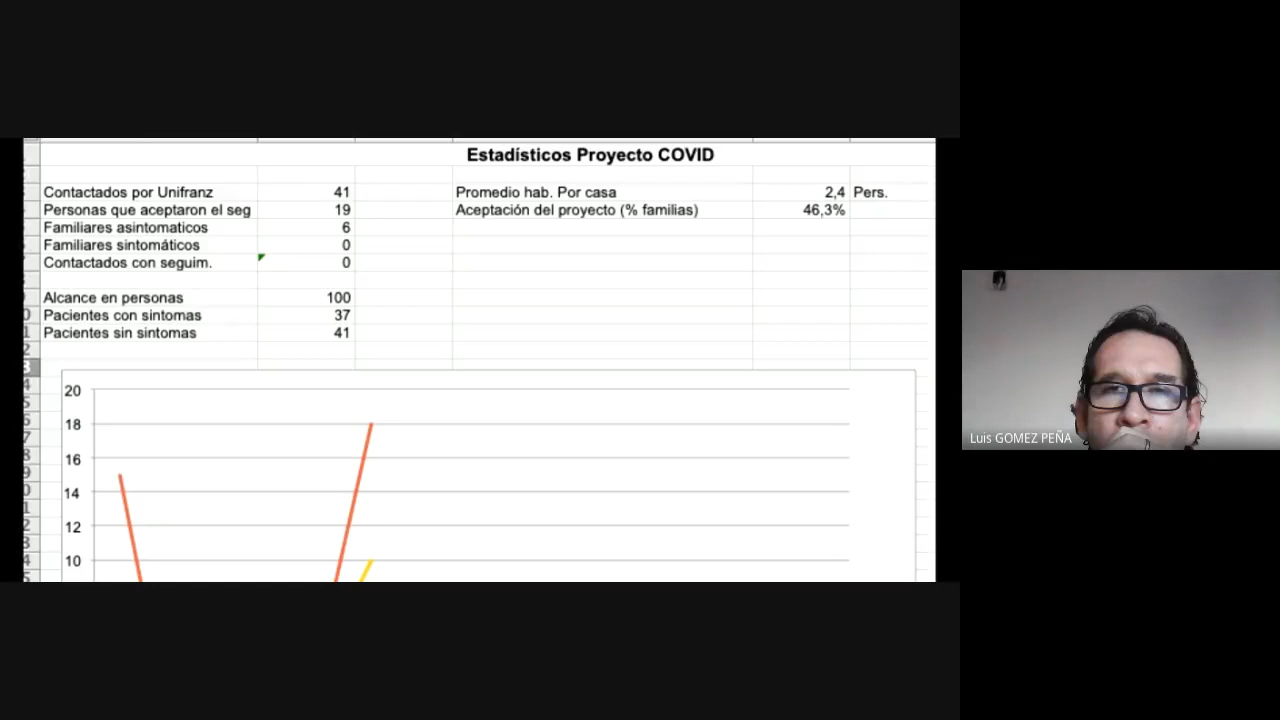 Estadísticos Proyecto COVID
Contactados por Unifranz 41 Promedio hab. Por casa 2,4 Pers.
Personas que aceptaron el seg 19 Aceptación del proyecto (% familias) 46,3%
Familiares asintomaticos 6
Familiares sintomáticos 0
Contactados con seguim. 0
Alcance en personas 100
Pacientes con sintomas 37
Pacientes sin sintomas 41
20
18
16
14
12
10
Luis GOMEZ PEÑA